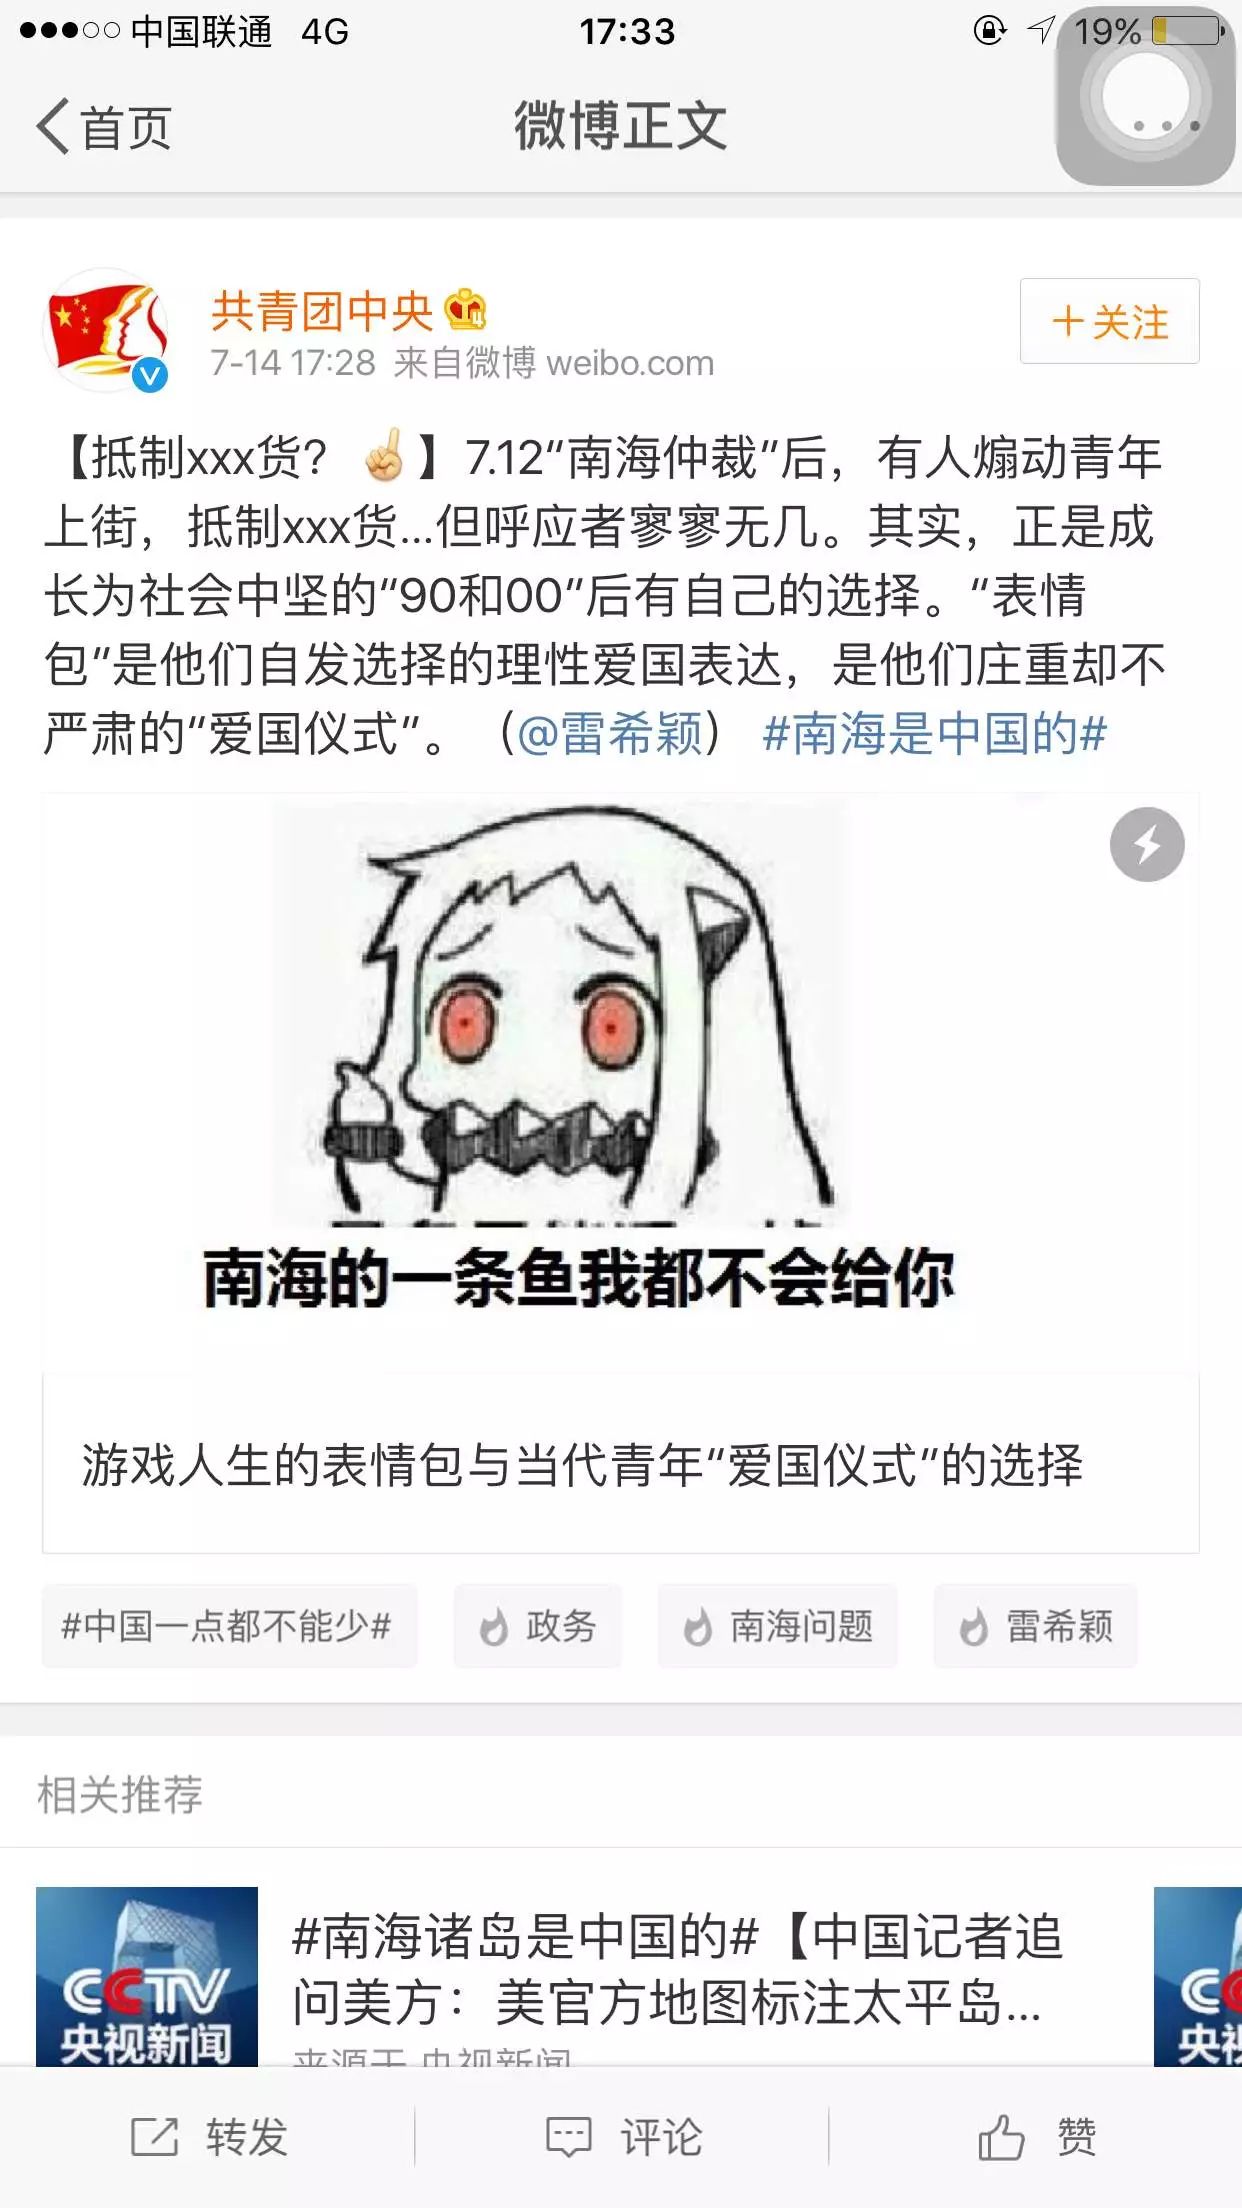 中国联通 4G 17:33 19%
首页 微博正文
共青团中央
7-14 17:28 来自微博 weibo.com
+关注
【抵制xxx货？☝】7.12“南海仲裁”后，有人煽动青年
上街，抵制xxx货...但呼应者寥寥无几。其实，正是成
长为社会中坚的“90和00”后有自己的选择。“表情
包”是他们自发选择的理性爱国表达，是他们庄重却不
严肃的“爱国仪式”。（@雷希颖） #南海是中国的#
南海的一条鱼我都不会给你
游戏人生的表情包与当代青年“爱国仪式”的选择
#中国一点都不能少# 政务 南海问题 雷希颖
相关推荐
CCTV
央视新闻
#南海诸岛是中国的#【中国记者追
问美方：美官方地图标注太平岛...
来源于 央视新闻
转发 评论 赞